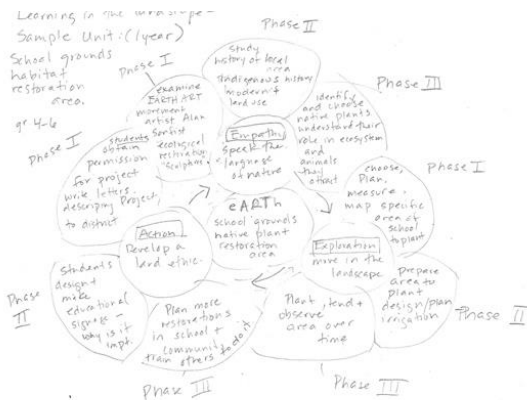 Learning in the landscape -
Sample Unit: (1year)
School grounds
habitat
restoration
area.
gr 4-6
Phase I
examine
EARTH ART
movement
artist Alan
Sonfist
ecological
restorative
"sculpture"
Phase II
study
history of local
area
indigenous history
modern +
land use
Phase III
identify
and choose
native plants
understand their
role in ecosystem
and
animals
they
attract
Empathy
speak the
language
of nature
Phase I
students
obtain
permission
for project
write letters.
describing Project,
to district
eARTh
school grounds
native plant
restoration
area
Phase I
choose,
Plan,
measure.
map specific
area of
school
to plant
Action
Develop a
land ethic.
Exploration
move in the
landscape.
Phase II
students
design +
make
educational
signage -
why is it
impt.
Plan more
restorations
in school +
community
train others to do it
Phase III
Plant, tend +
observe
area over
time
Phase III
Prepare
area to
plant
design/plan
irrigation
Phase II